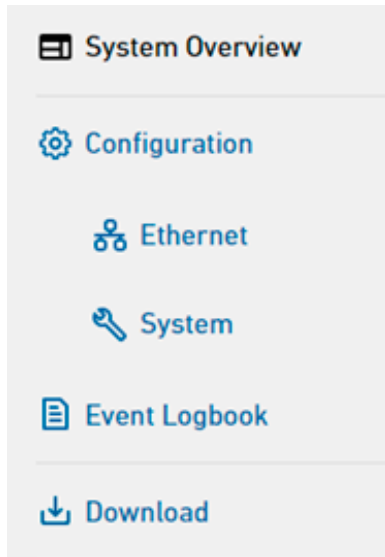 System Overview
Configuration
Ethernet
System
Event Logbook
Download